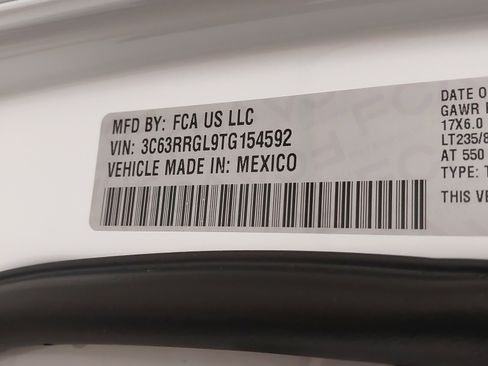 MFD BY: FCA US LLC
VIN: 3C63RRGL9TG154592
VEHICLE MADE IN: MEXICO
DATE O
GAWR
17X6.0
LT235/8
AT 550
TYPE: T
THIS VE